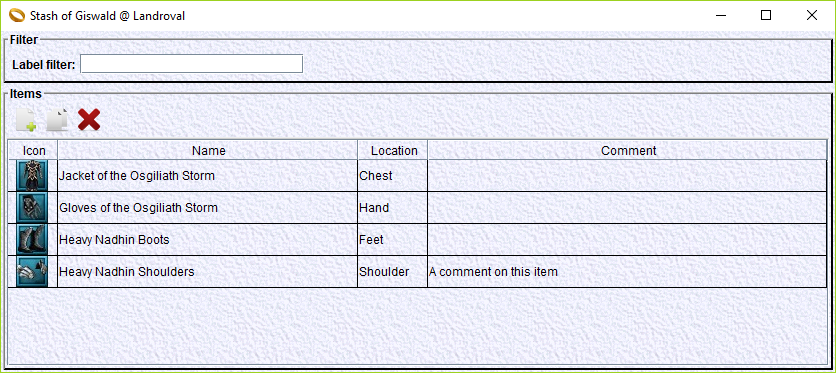 Stash of Giswald @ Landroval
Filter
Label filter:
Items
Icon Name Location Comment
Jacket of the Osgiliath Storm Chest
Gloves of the Osgiliath Storm Hand
Heavy Nadhin Boots Feet
Heavy Nadhin Shoulders Shoulder A comment on this item